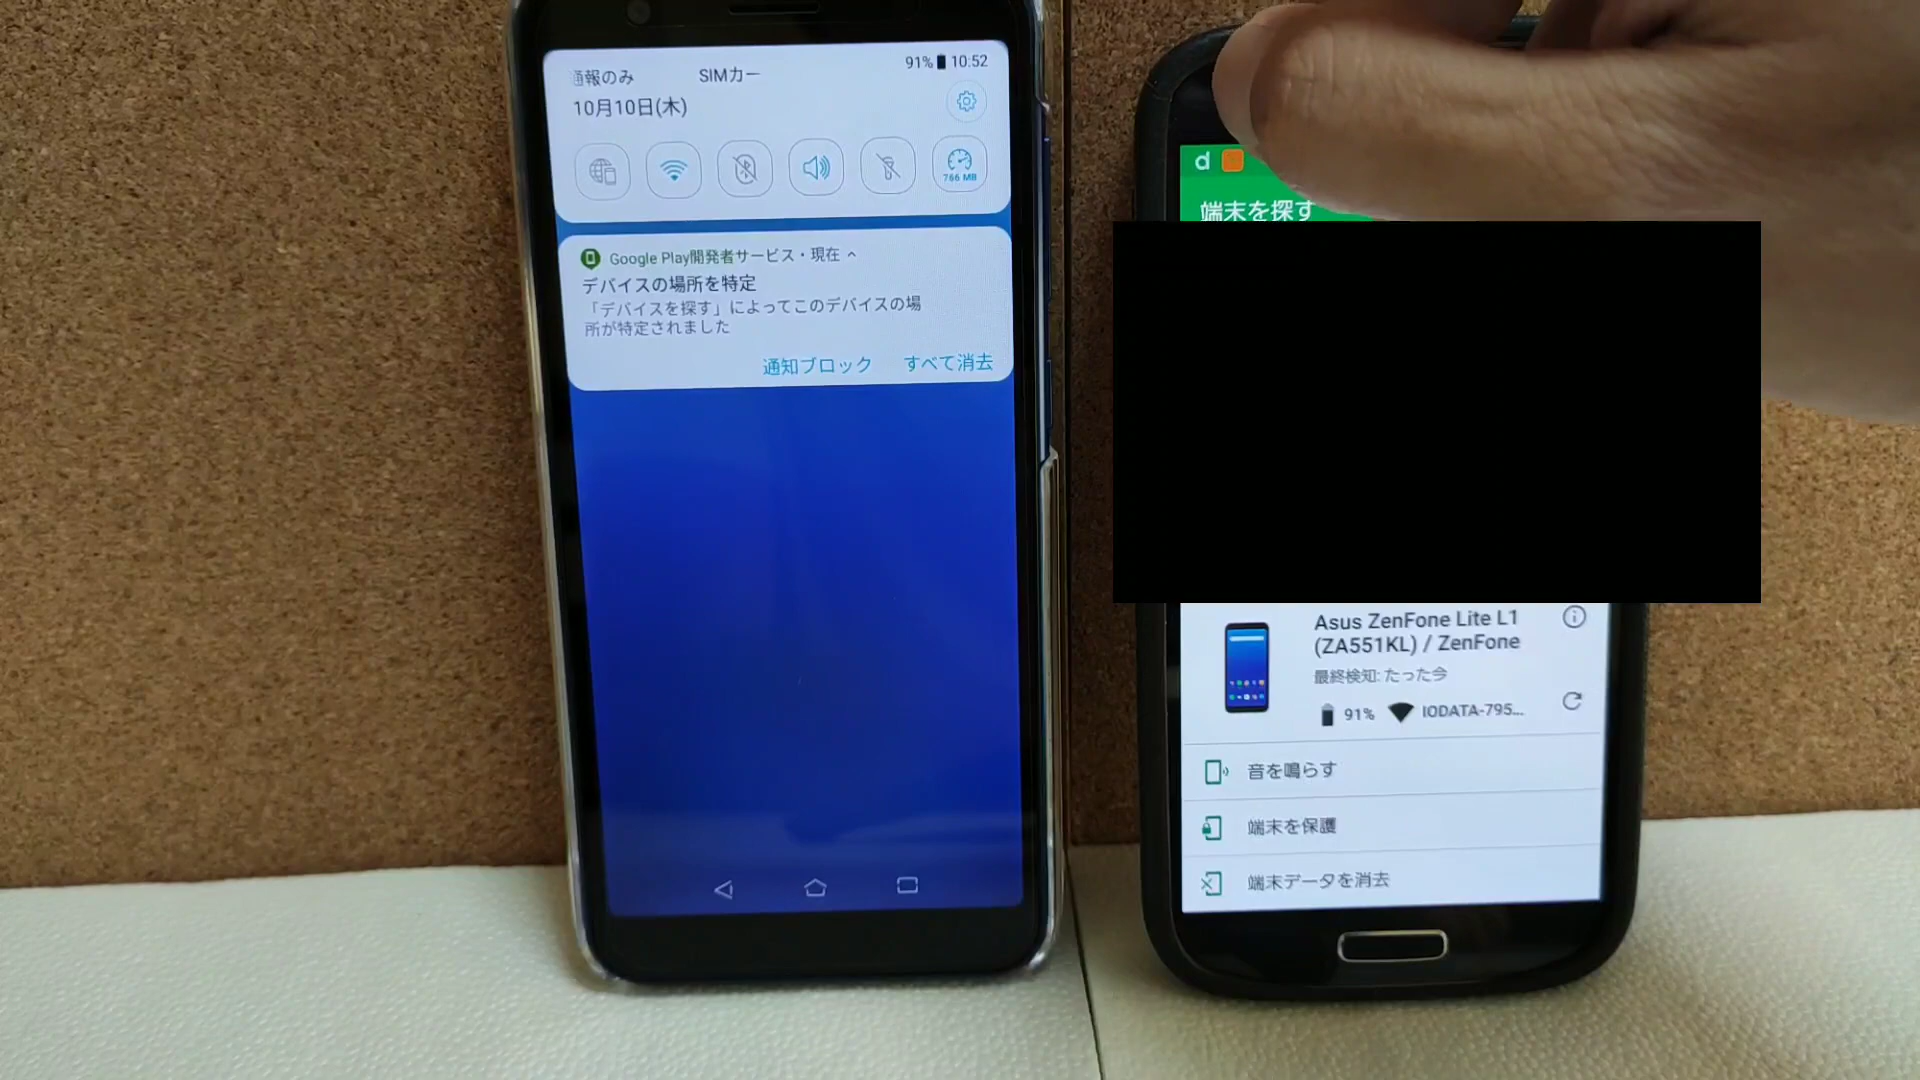 通報のみ SIMカー 91% 10:52
10月10日(木)
766 MB
Google Play開発者サービス・現在
デバイスの場所を特定
「デバイスを探す」によってこのデバイスの場
所が特定されました
通知ブロック すべて消去
d
端末を探す
Asus ZenFone Lite L1
(ZA551KL) / ZenFone
最終検知: たった今
91% IODATA-795...
音を鳴らす
端末を保護
端末データを消去